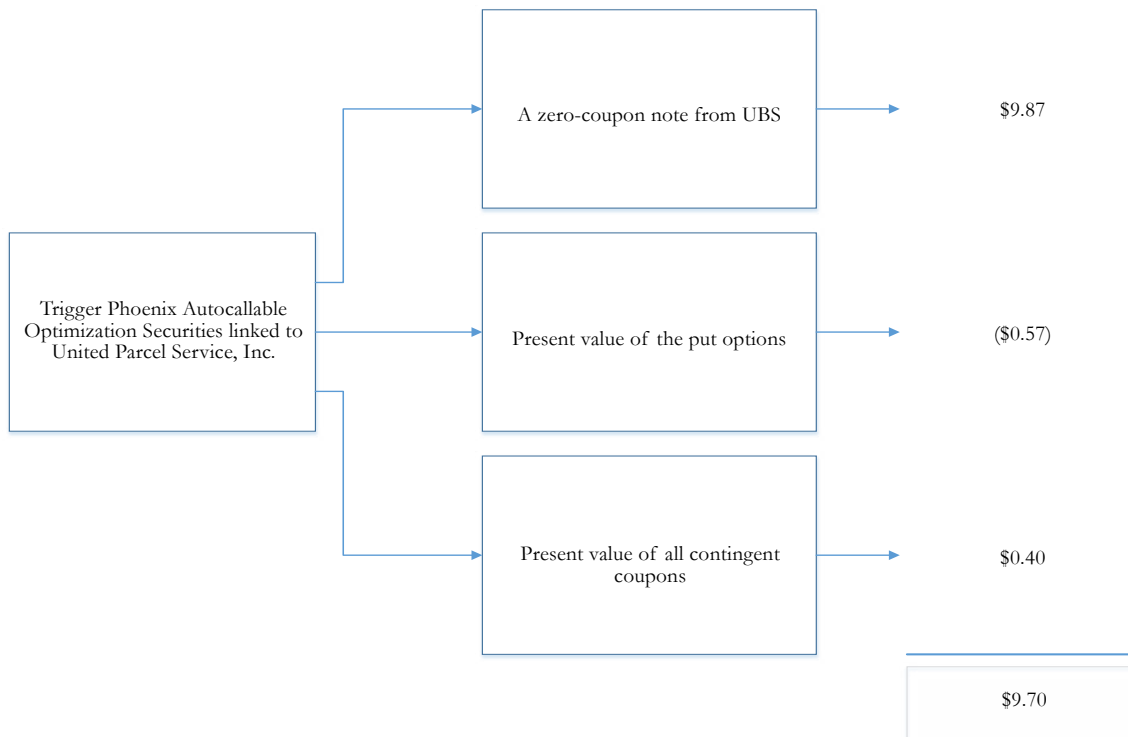 A zero-coupon note from UBS
$9.87
Trigger Phoenix Autocallable
Optimization Securities linked to
United Parcel Service, Inc.
Present value of the put options
($0.57)
Present value of all contingent
coupons
$0.40
$9.70